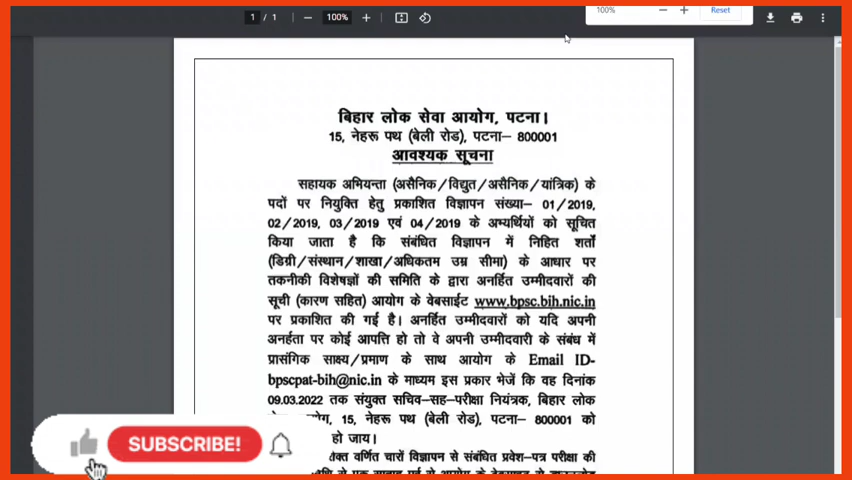 1 / 1
100%
100%
Reset
बिहार लोक सेवा आयोग, पटना।
15, नेहरू पथ (बेली रोड), पटना– 800001
आवश्यक सूचना
सहायक अभियन्ता (असैनिक/विद्युत/असैनिक/यांत्रिक) के
पदों पर नियुक्ति हेतु प्रकाशित विज्ञापन संख्या– 01/2019,
02/2019, 03/2019 एवं 04/2019 के अभ्यर्थियों को सूचित
किया जाता है कि संबंधित विज्ञापन में निहित शर्तो
(डिग्री/संस्थान/शाखा/अधिकतम उम्र सीमा) के आधार पर
तकनीकी विशेषज्ञों की समिति के द्वारा अनर्हित उम्मीदवारों की
सूची (कारण सहित) आयोग के वेबसाईट www.bpsc.bih.nic.in
पर प्रकाशित की गई है। अनर्हित उम्मीदवारों को यदि अपनी
अनर्हता पर कोई आपत्ति हो तो वे अपनी उम्मीदवारी के संबंध में
प्रासंगिक साक्ष्य/प्रमाण के साथ आयोग के Email ID-
bpscpat-bih@nic.in के माध्यम इस प्रकार भेजें कि वह दिनांक
09.03.2022 तक संयुक्त सचिव-सह-परीक्षा नियंत्रक, बिहार लोक
15, नेहरू पथ (बेली रोड), पटना– 800001 को
हो जाय।
वर्णित चारों विज्ञापन से संबंधित प्रवेश-पत्र परीक्षा की
SUBSCRIBE!